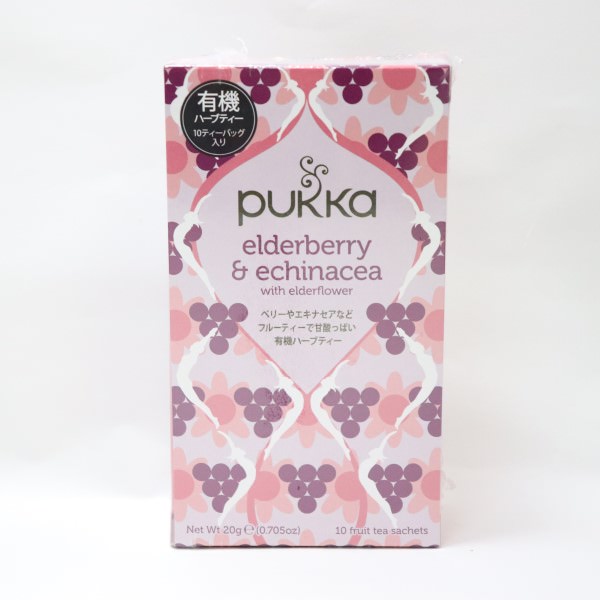 有機
ハーブティー
10ティーバッグ
入り
pukka
elderberry
& echinacea
with elderflower
ベリーやエキナセアなど
フルーティーで甘酸っぱい
有機ハーブティー
Net Wt 20g ℮ (0.705oz)
10 fruit tea sachets